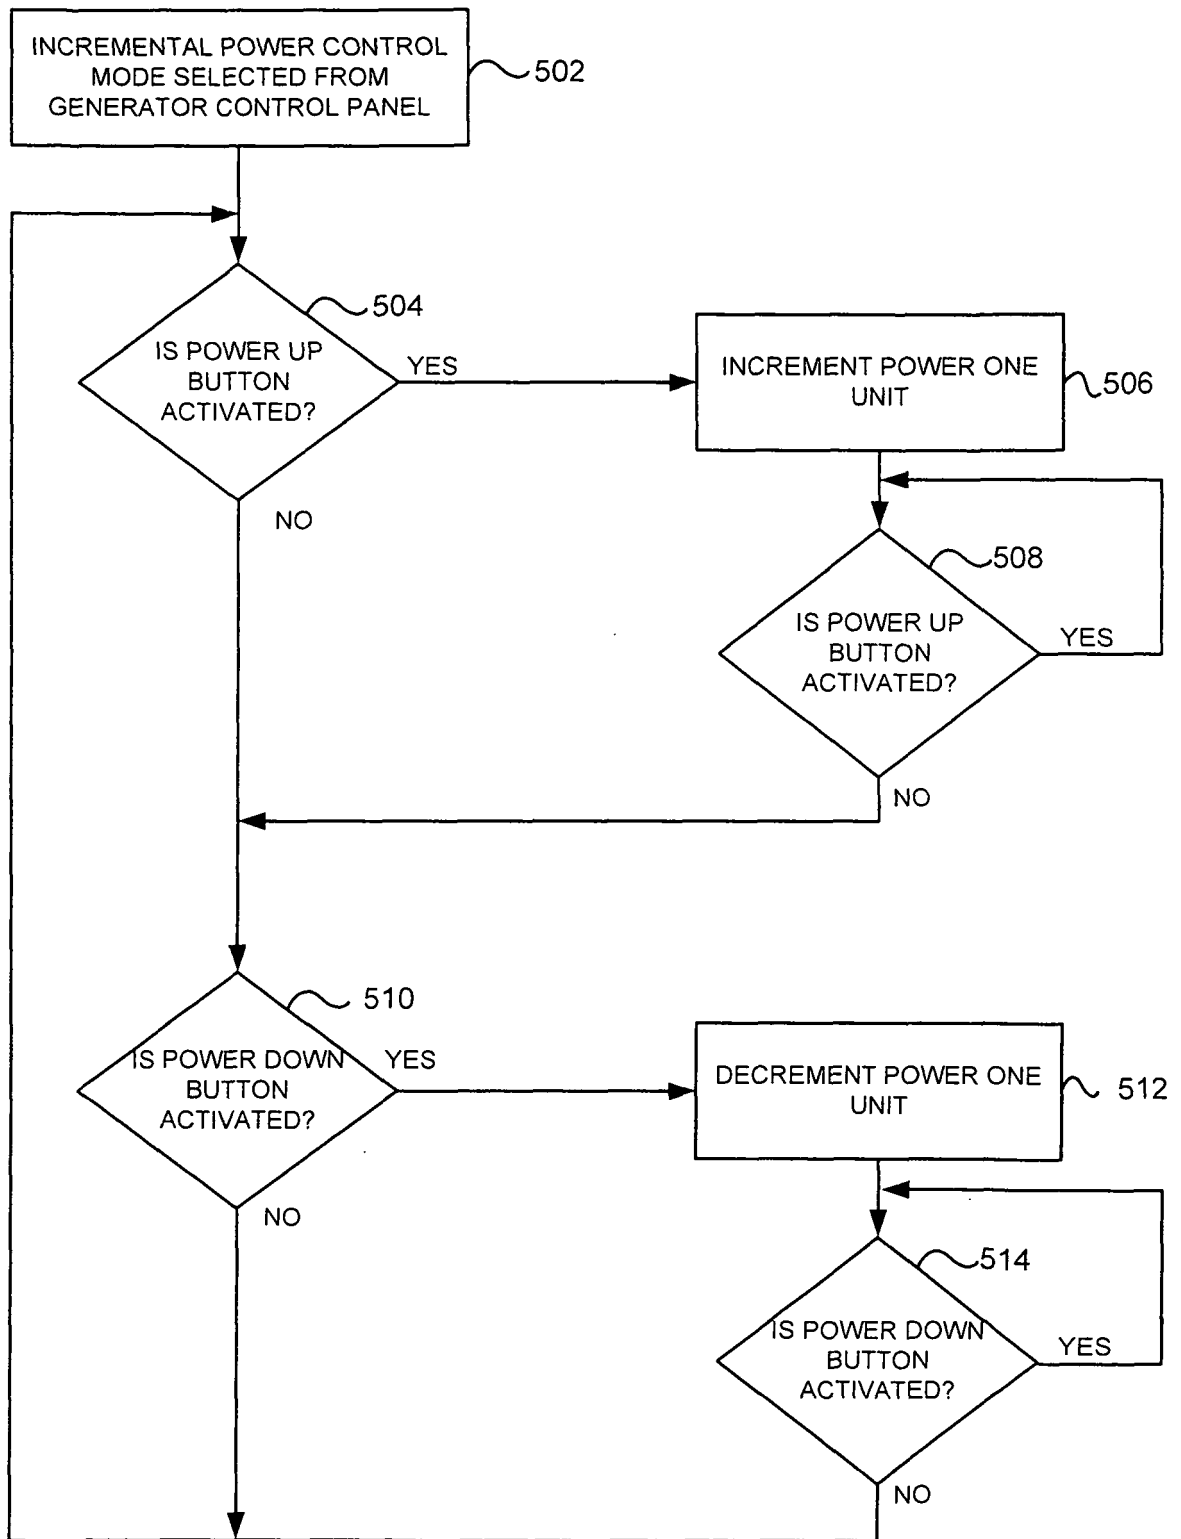 INCREMENTAL POWER CONTROL
MODE SELECTED FROM
GENERATOR CONTROL PANEL
502
504
IS POWER UP
BUTTON
ACTIVATED?
YES
NO
INCREMENT POWER ONE
UNIT
506
508
IS POWER UP
BUTTON
ACTIVATED?
YES
NO
510
IS POWER DOWN
BUTTON
ACTIVATED?
YES
NO
DECREMENT POWER ONE
UNIT
512
514
IS POWER DOWN
BUTTON
ACTIVATED?
YES
NO